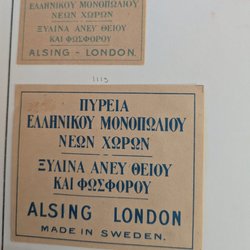 ΕΛΛΗΝΙΚΟΥ ΜΟΝΟΠΩΛΙΟΥ
ΝΕΩΝ ΧΩΡΩΝ
ΞΥΛΙΝΑ ΑΝΕΥ ΘΕΙΟΥ
ΚΑΙ ΦΩΣΦΟΡΟΥ
ALSING - LONDON.
1113
ΠΥΡΕΙΑ
ΕΛΛΗΝΙΚΟΥ ΜΟΝΟΠΩΛΙΟΥ
ΝΕΩΝ ΧΩΡΩΝ
ΞΥΛΙΝΑ ΑΝΕΥ ΘΕΙΟΥ
ΚΑΙ ΦΩΣΦΟΡΟΥ
ALSING LONDON
MADE IN SWEDEN.